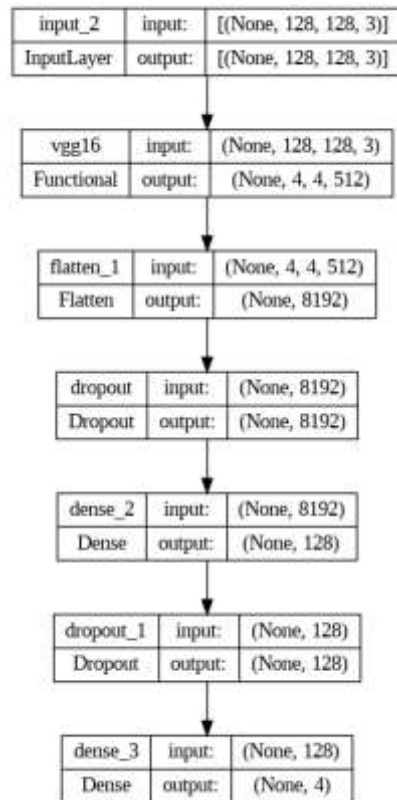 input_2 input: [(None, 128, 128, 3)]
InputLayer output: [(None, 128, 128, 3)]
vgg16 input: (None, 128, 128, 3)
Functional output: (None, 4, 4, 512)
flatten_1 input: (None, 4, 4, 512)
Flatten output: (None, 8192)
dropout input: (None, 8192)
Dropout output: (None, 8192)
dense_2 input: (None, 8192)
Dense output: (None, 128)
dropout_1 input: (None, 128)
Dropout output: (None, 128)
dense_3 input: (None, 128)
Dense output: (None, 4)